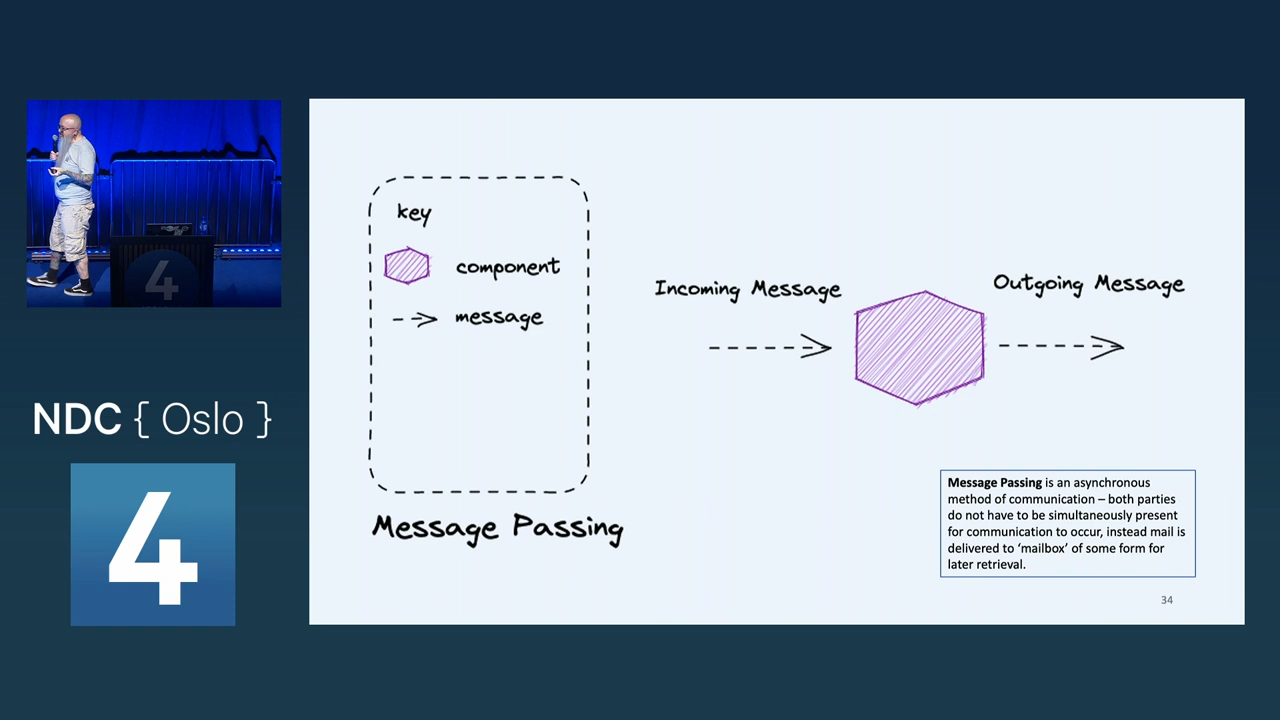 4
NDC { Oslo }
4
key
component
message
Incoming Message
Outgoing Message
Message Passing
Message Passing is an asynchronous
method of communication – both parties
do not have to be simultaneously present
for communication to occur, instead mail is
delivered to ‘mailbox’ of some form for
later retrieval.
34